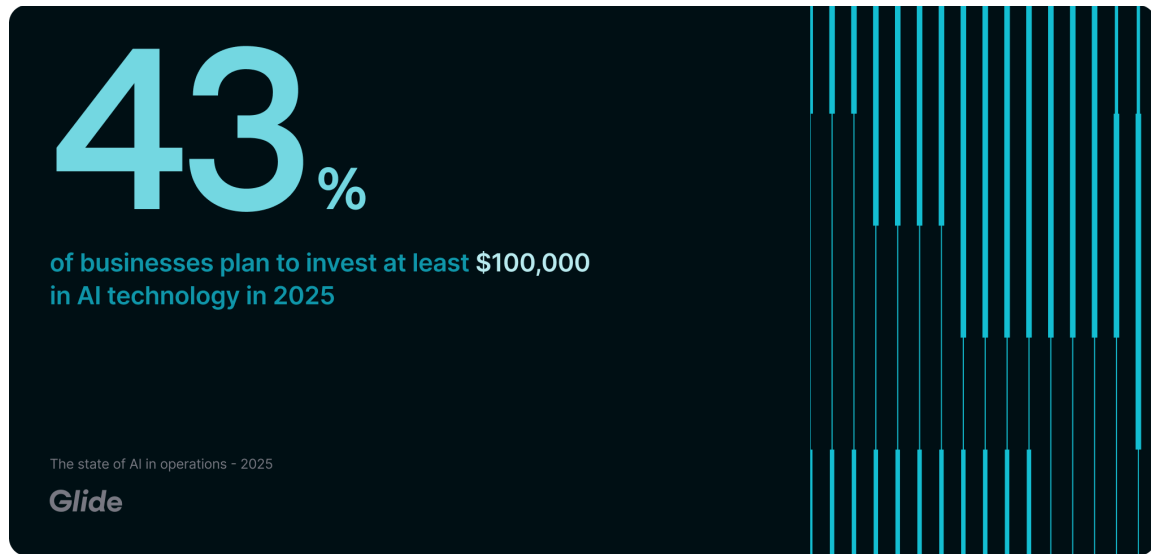 43%
of businesses plan to invest at least $100,000
in AI technology in 2025
The state of AI in operations - 2025
Glide